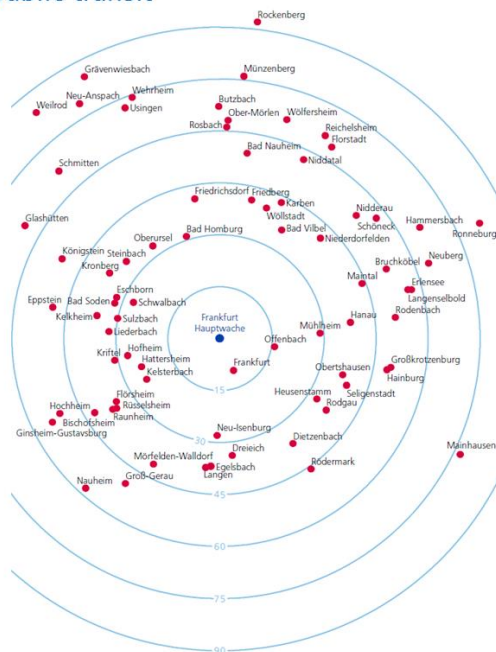 Rockenberg
Grävenwiesbach
Münzenberg
Neu-Anspach
Wehrheim
Weilrod
Usingen
Butzbach
Ober-Mörlen
Wölfersheim
Rosbach
Reichelsheim
Florstadt
Bad Nauheim
Niddatal
Schmitten
Friedrichsdorf
Friedberg
Karben
Wöllstadt
Nidderau
Schöneck
Hammersbach
Ronneburg
Glashütten
Bad Homburg
Bad Vilbel
Niederdorfelden
Oberursel
Königstein
Steinbach
Kronberg
Bruchköbel
Neuberg
Maintal
Erlensee
Langenselbold
Eschborn
Eppstein
Bad Soden
Schwalbach
Kelkheim
Sulzbach
Frankfurt
Hauptwache
Hanau
Rodenbach
Mühlheim
Liederbach
Offenbach
Kriftel
Hofheim
Hattersheim
Kelsterbach
Frankfurt
Obertshausen
Großkrotzenburg
Hainburg
15
Seligenstadt
Heusenstamm
Rodgau
Flörsheim
Hochheim
Rüsselsheim
Raunheim
Bischofsheim
Ginsheim-Gustavsburg
Neu-Isenburg
30
Dietzenbach
Mainhausen
Dreieich
Mörfelden-Walldorf
Egelsbach
Langen
Rödermark
Groß-Gerau
Nauheim
45
60
75
90